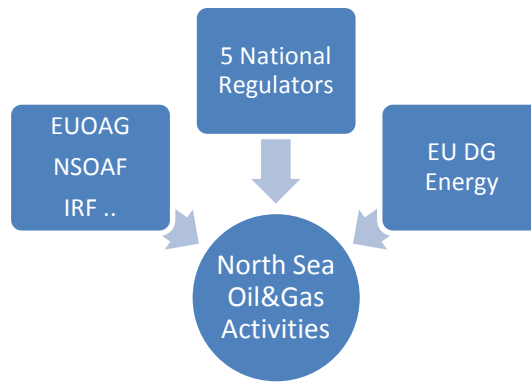 5 National
Regulators
EUOAG
NSOAF
IRF ..
EU DG
Energy
North Sea
Oil&Gas
Activities